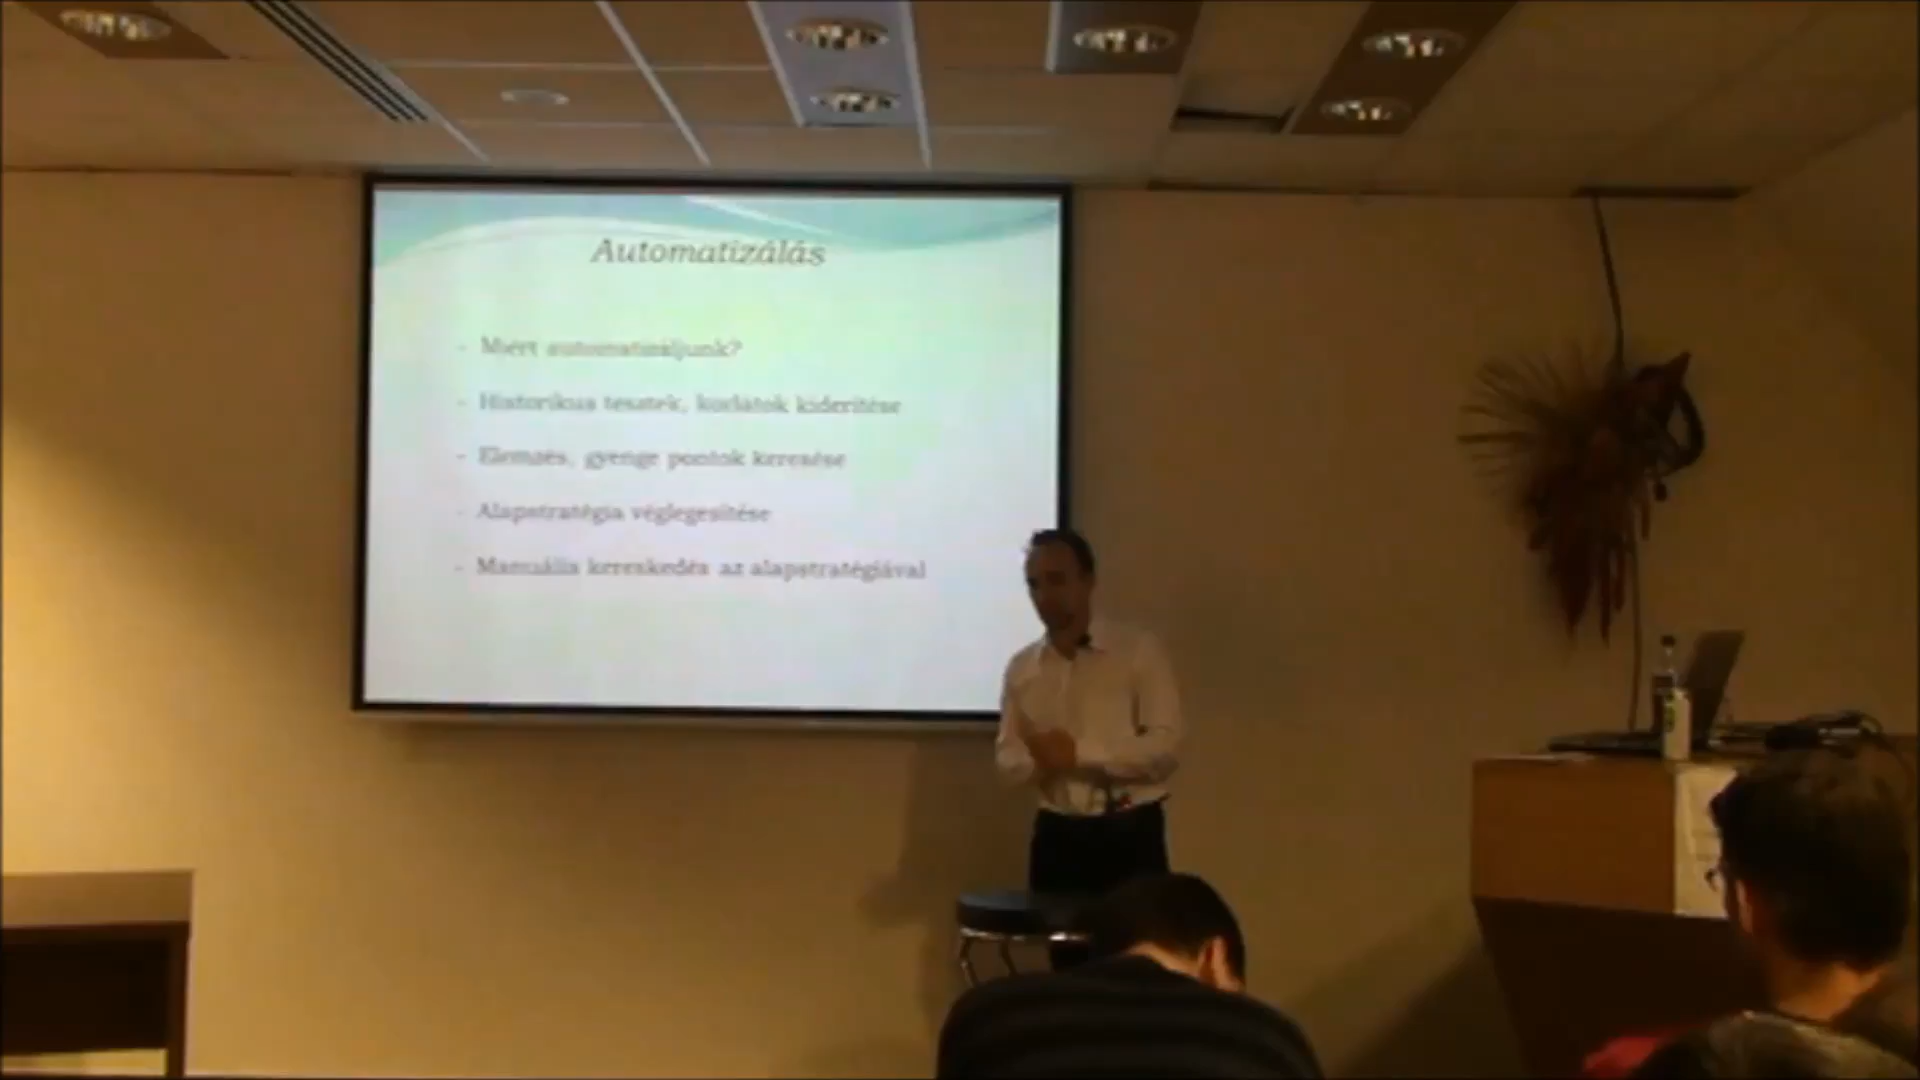 Automatizálás
- Miért automatizáljunk?
- Historikus tesztek, korlátok kiderítése
- Elemzés, gyenge pontok keresése
- Alapstratégia véglegesítése
- Manuális kereskedés az alapstratégiával